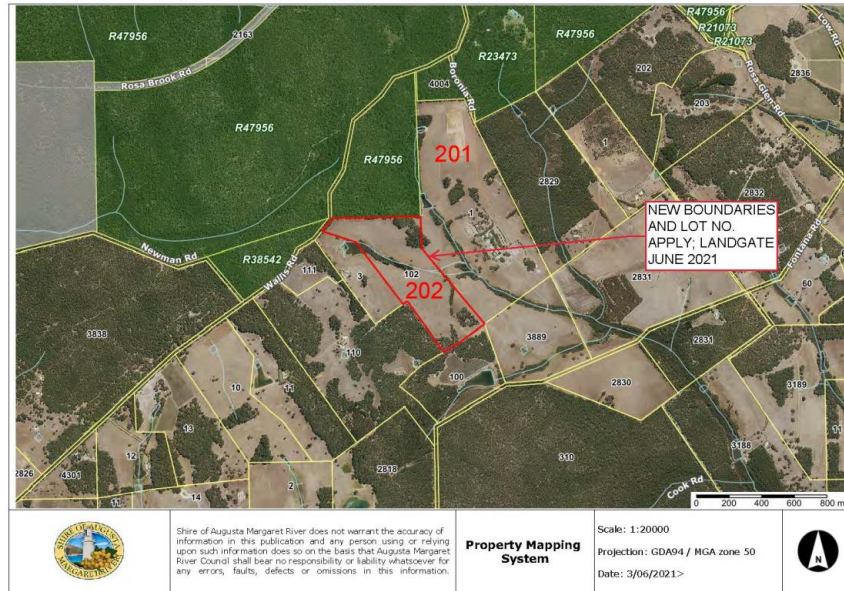 R47956
2163
Rosa Brook Rd
R47956
R47956
R38542
Newman Rd
Wallis Rd
Boronia Rd
4004
R23473
R47956
R47956
R21073
R21073
Low Rd
Rosa Glen Rd
202
203
2836
1
2829
2832
Fontana Rd
201
1
NEW BOUNDARIES
AND LOT NO.
APPLY; LANDGATE
JUNE 2021
2831
60
102
202
111
3
110
100
3889
2831
2830
3838
10
11
13
12
2826
4301
11
14
2
2818
310
3189
3188
11
Cook Rd
0 200 400 600 800 m
SHIRE OF AUGUSTA
MARGARET RIVER
Shire of Augusta Margaret River does not warrant the accuracy of
information in this publication and any person using or relying
upon such information does so on the basis that Augusta Margaret
River Council shall bear no responsibility or liability whatsoever for
any errors, faults, defects or omissions in this information.
Property Mapping
System
Scale: 1:20000
Projection: GDA94 / MGA zone 50
Date: 3/06/2021>
N